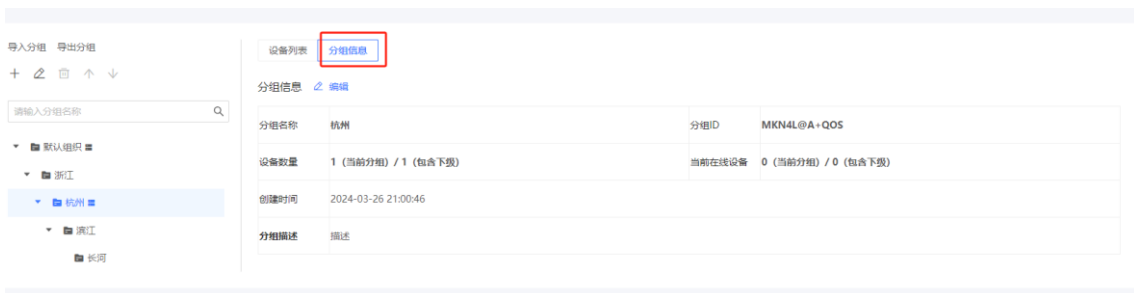 导入分组 导出分组
请输入分组名称
默认组织
浙江
杭州
滨江
长河
设备列表 分组信息
分组信息 编辑
分组名称 杭州 分组ID MKN4L@A+QOS
设备数量 1（当前分组）/ 1（包含下级） 当前在线设备 0（当前分组）/ 0（包含下级）
创建时间 2024-03-26 21:00:46
分组描述 描述